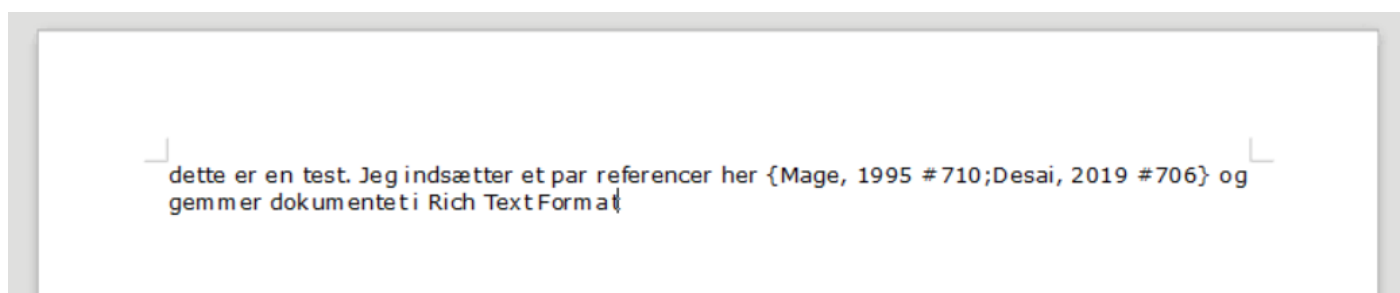 dette er en test. Jeg indsætter et par referencer her {Mage, 1995 #710;Desai, 2019 #706} og
gemmer dokumentet i Rich Text Format